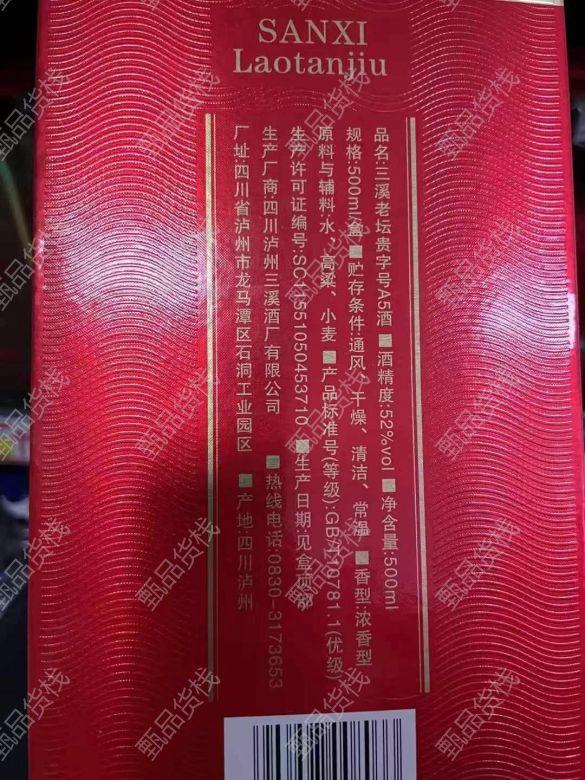 SANXI
Laotanjiu
品名:三溪老坛贵字号A5酒 ■酒精度:52%vol ■净含量:500ml
规格:500ml/盒 ■贮存条件:通风、干燥、清洁、常温 ■香型:浓香型
原料与辅料:水、高粱、小麦 ■产品标准号(等级):GB/T10781.1(优级)
生产许可证编号:SC11551050453710 ■生产日期:见盒顶部
生产厂商:四川泸州三溪酒厂有限公司 ■热线电话:0830-3173653
厂址:四川省泸州市龙马潭区石洞工业园区 ■产地:四川泸州
甄品货栈